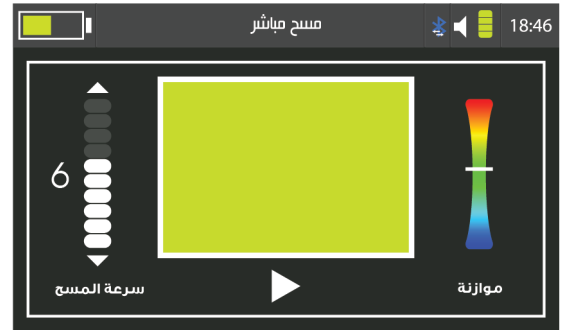 مسح مباشر
18:46
6
سرعة المسح
موازنة